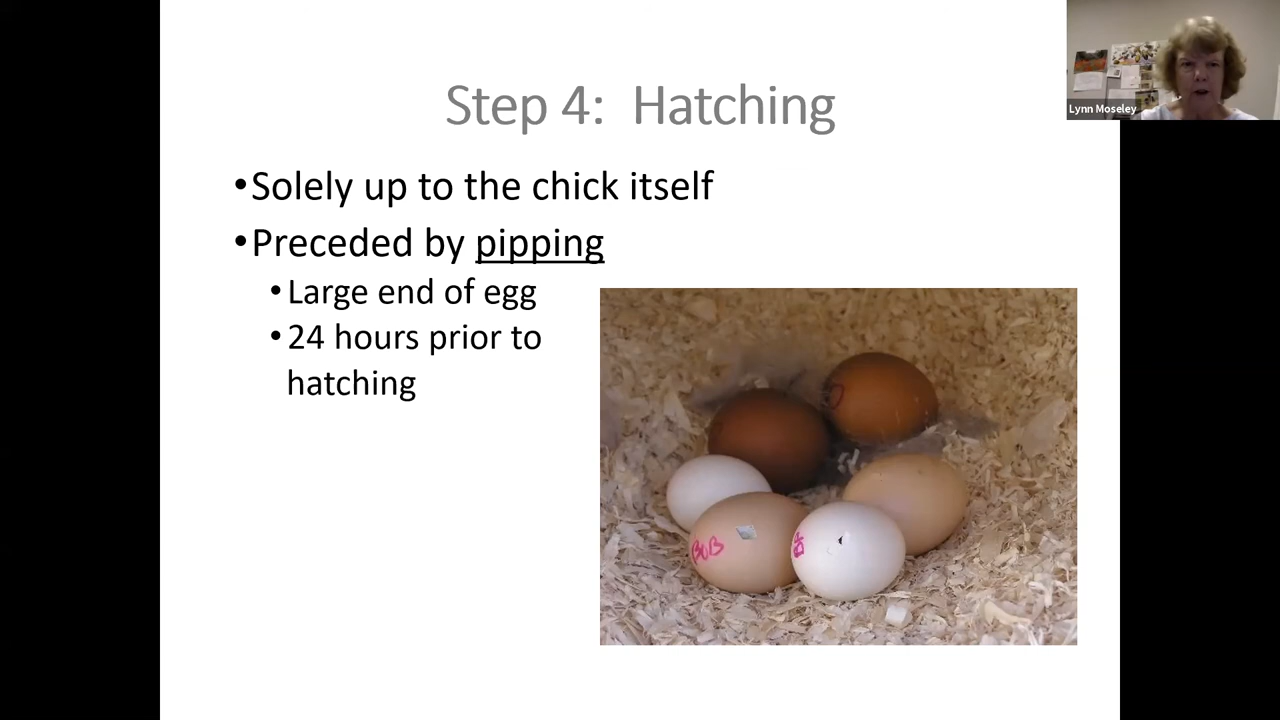 Lynn Moseley
Step 4: Hatching
•Solely up to the chick itself
•Preceded by pipping
•Large end of egg
•24 hours prior to
hatching
BOB